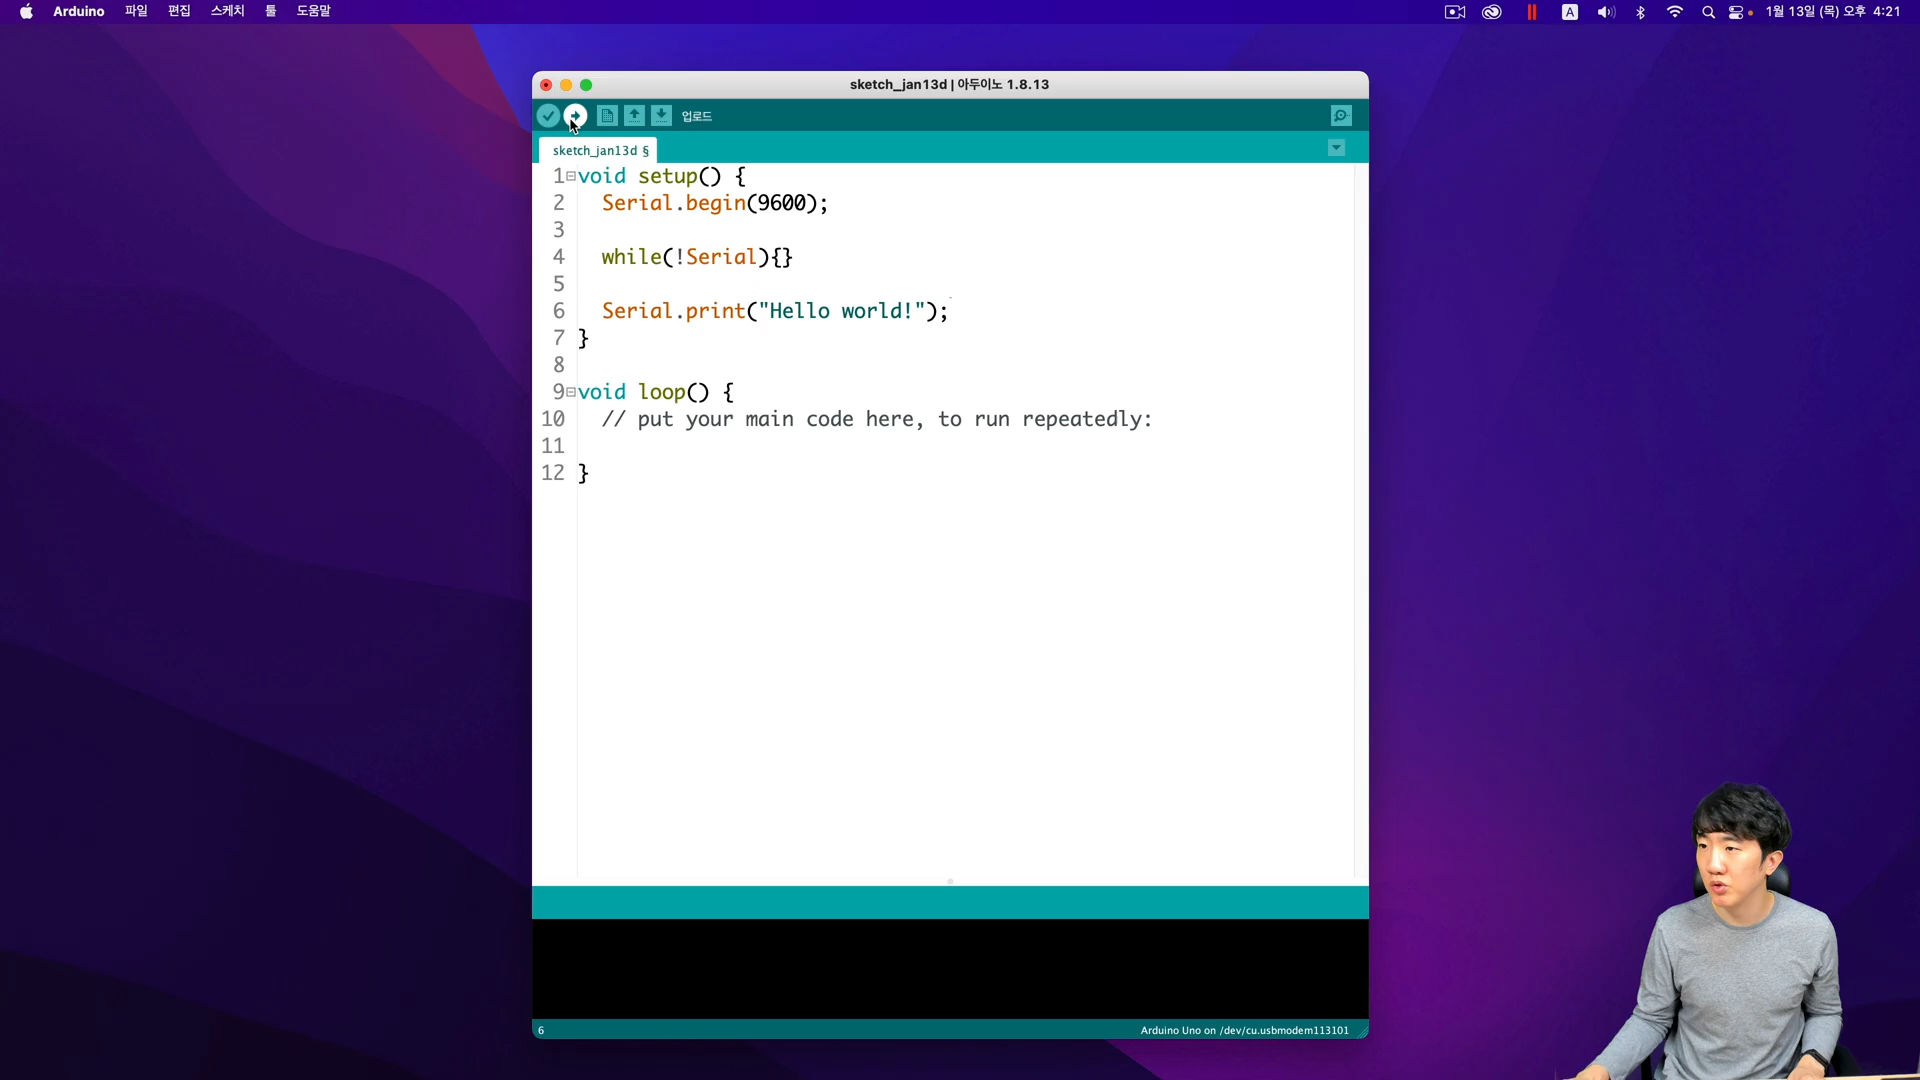 Arduino 파일 편집 스케치 툴 도움말
A 1월 13일 (목) 오후 4:21
sketch_jan13d | 아두이노 1.8.13
업로드
sketch_jan13d §
1 void setup() {
2 Serial.begin(9600);
3
4 while(!Serial){}
5
6 Serial.print("Hello world!");
7 }
8
9 void loop() {
10 // put your main code here, to run repeatedly:
11
12 }
6 Arduino Uno on /dev/cu.usbmodem113101